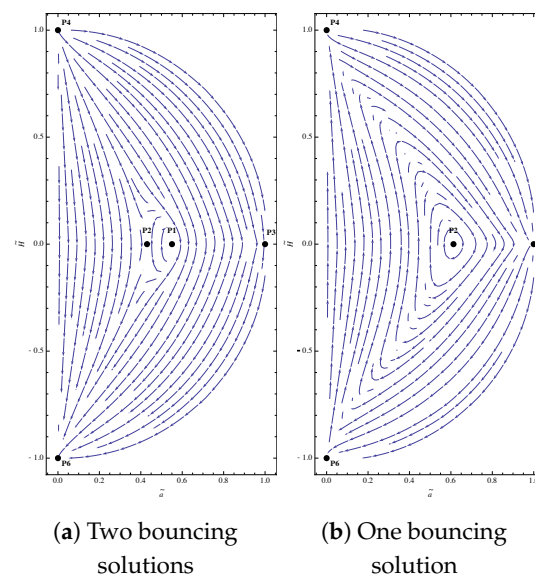 P4
P4
1.0
1.0
0.5
0.5
P2
P1
P3
P2
0.0
0.0
H̃
H̃
- 0.5
- 0.5
- 1.0
- 1.0
P6
P6
0.0 0.2 0.4 0.6 0.8 1.0
0.0 0.2 0.4 0.6 0.8 1.0
ã
ã
(a) Two bouncing
solutions
(b) One bouncing
solution